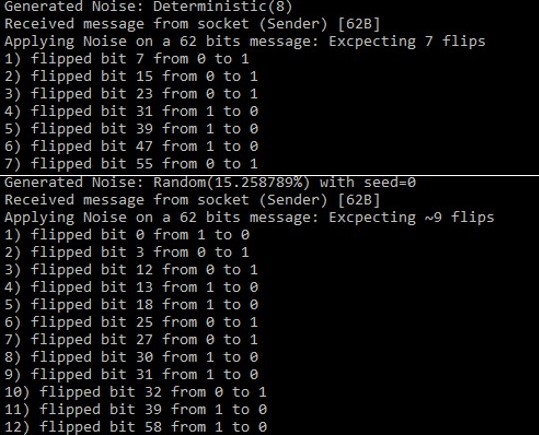 Generated Noise: Deterministic(8)
Received message from socket (Sender) [62B]
Applying Noise on a 62 bits message: Excpecting 7 flips
1) flipped bit 7 from 0 to 1
2) flipped bit 15 from 0 to 1
3) flipped bit 23 from 0 to 1
4) flipped bit 31 from 1 to 0
5) flipped bit 39 from 1 to 0
6) flipped bit 47 from 1 to 0
7) flipped bit 55 from 0 to 1
Generated Noise: Random(15.258789%) with seed=0
Received message from socket (Sender) [62B]
Applying Noise on a 62 bits message: Excpecting ~9 flips
1) flipped bit 0 from 1 to 0
2) flipped bit 3 from 0 to 1
3) flipped bit 12 from 0 to 1
4) flipped bit 13 from 1 to 0
5) flipped bit 18 from 1 to 0
6) flipped bit 25 from 0 to 1
7) flipped bit 27 from 0 to 1
8) flipped bit 30 from 1 to 0
9) flipped bit 31 from 1 to 0
10) flipped bit 32 from 0 to 1
11) flipped bit 39 from 1 to 0
12) flipped bit 58 from 1 to 0